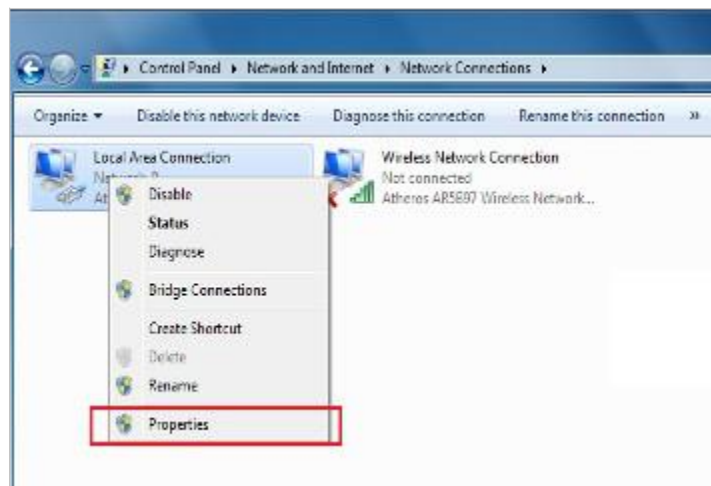 Control Panel ▸ Network and Internet ▸ Network Connections ▸
Organize ▾ Disable this network device Diagnose this connection Rename this connection »
Local Area Connection
Wireless Network Connection
Not connected
Atheros AR5B97 Wireless Network...
Disable
Status
Diagnose
Bridge Connections
Create Shortcut
Delete
Rename
Properties